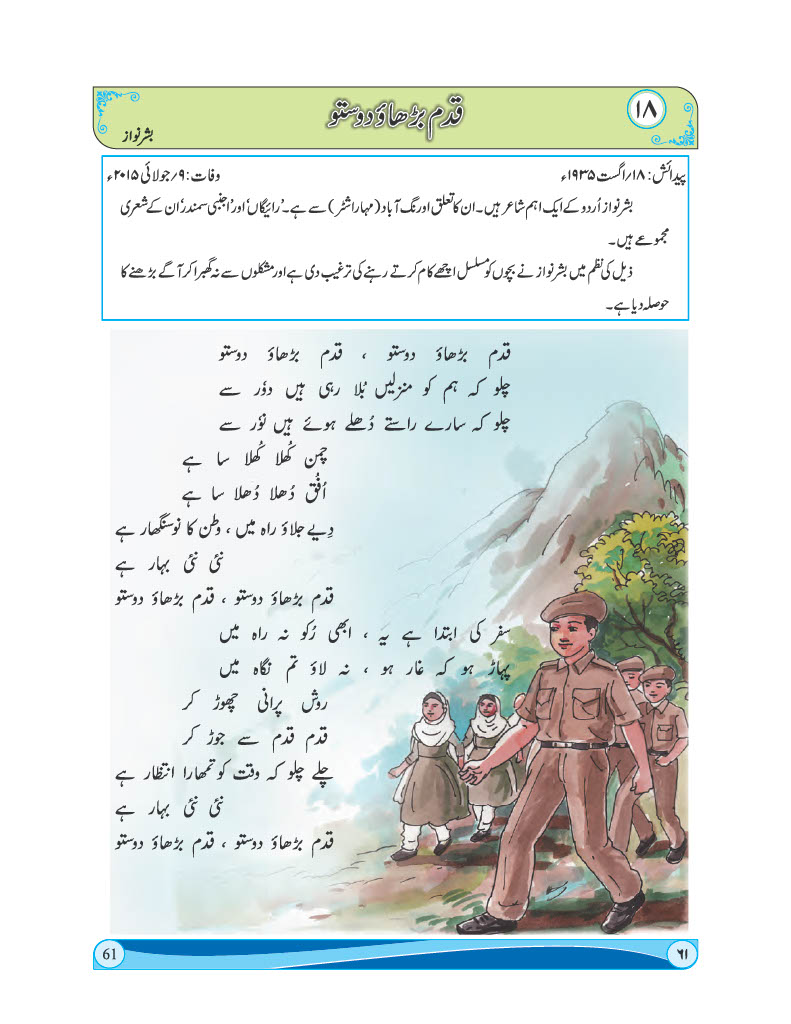 ۱۸
قدم بڑھاؤ دوستو
بشر نواز
پیدائش: ۱۸؍اگست ۱۹۳۵ء وفات: ۹؍جولائی ۲۰۱۵ء
بشر نواز اُردو کے ایک اہم شاعر ہیں۔ ان کا تعلق اورنگ آباد (مہاراشٹر) سے ہے۔ ’رائیگاں‘ اور ’اجنبی سمندر‘ ان کے شعری
مجموعے ہیں۔
ذیل کی نظم میں بشر نواز نے بچوں کو مسلسل اچھے کام کرتے رہنے کی ترغیب دی ہے اور مشکلوں سے نہ گھبرا کر آگے بڑھنے کا
حوصلہ دیا ہے۔
قدم بڑھاؤ دوستو ، قدم بڑھاؤ دوستو
چلو کہ ہم کو منزلیں بُلا رہی ہیں دوٗر سے
چلو کہ سارے راستے دُھلے ہوئے ہیں نوٗر سے
چمن کُھلا کُھلا سا ہے
اُفُق دُھلا دُھلا سا ہے
دِیے جلاؤ راہ میں ، وطن کا نو سنگھار ہے
نئی نئی بہار ہے
قدم بڑھاؤ دوستو ، قدم بڑھاؤ دوستو
سفر کی ابتدا ہے یہ ، ابھی رُکو نہ راہ میں
پہاڑ ہو کہ غار ہو ، نہ لاؤ تم نگاہ میں
روش پرانی چھوڑ کر
قدم قدم سے جوڑ کر
چلے چلو کہ وقت کو تمھارا انتظار ہے
نئی نئی بہار ہے
قدم بڑھاؤ دوستو ، قدم بڑھاؤ دوستو
۶۱
61